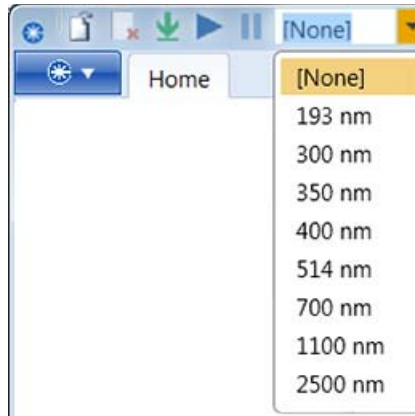 [None]
Home
[None]
193 nm
300 nm
350 nm
400 nm
514 nm
700 nm
1100 nm
2500 nm